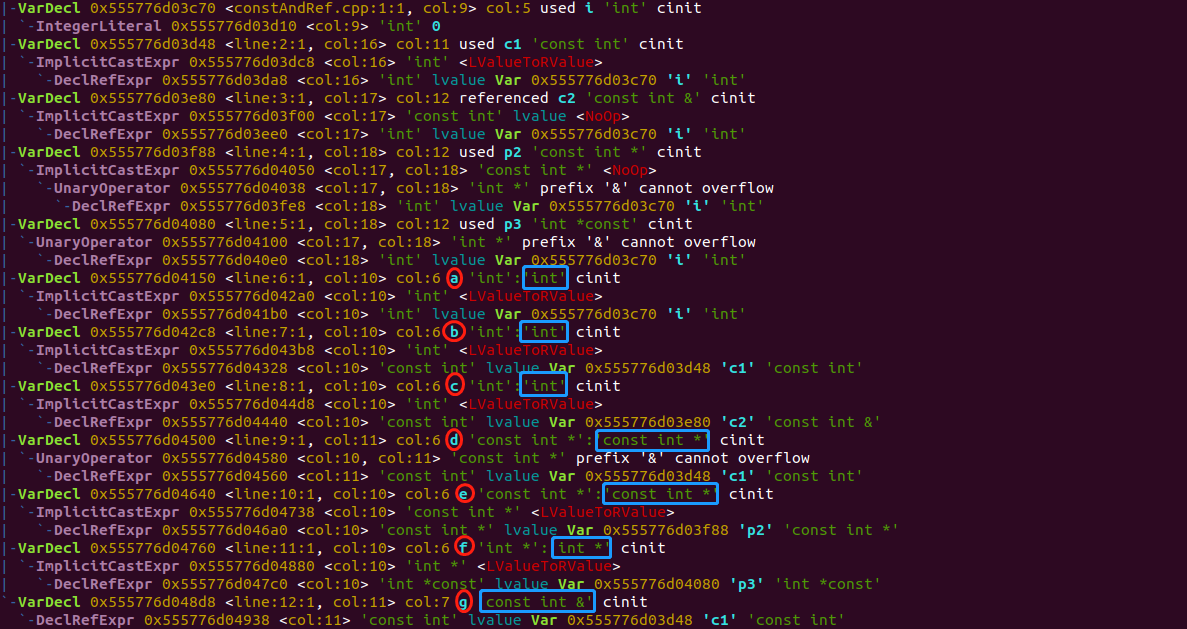 |-VarDecl 0x555776d03c70 <constAndRef.cpp:1:1, col:9> col:5 used i 'int' cinit
| `-IntegerLiteral 0x555776d03d10 <col:9> 'int' 0
|-VarDecl 0x555776d03d48 <line:2:1, col:16> col:11 used c1 'const int' cinit
| `-ImplicitCastExpr 0x555776d03dc8 <col:16> 'int' <LValueToRValue>
|   `-DeclRefExpr 0x555776d03da8 <col:16> 'int' lvalue Var 0x555776d03c70 'i' 'int'
|-VarDecl 0x555776d03e80 <line:3:1, col:17> col:12 referenced c2 'const int &' cinit
| `-ImplicitCastExpr 0x555776d03f00 <col:17> 'const int' lvalue <NoOp>
|   `-DeclRefExpr 0x555776d03ee0 <col:17> 'int' lvalue Var 0x555776d03c70 'i' 'int'
|-VarDecl 0x555776d03f88 <line:4:1, col:18> col:12 used p2 'const int *' cinit
| `-ImplicitCastExpr 0x555776d04050 <col:17, col:18> 'const int *' <NoOp>
|   `-UnaryOperator 0x555776d04038 <col:17, col:18> 'int *' prefix '&' cannot overflow
|     `-DeclRefExpr 0x555776d03fe8 <col:18> 'int' lvalue Var 0x555776d03c70 'i' 'int'
|-VarDecl 0x555776d04080 <line:5:1, col:18> col:12 used p3 'int *const' cinit
| `-UnaryOperator 0x555776d04100 <col:17, col:18> 'int *' prefix '&' cannot overflow
|   `-DeclRefExpr 0x555776d040e0 <col:18> 'int' lvalue Var 0x555776d03c70 'i' 'int'
|-VarDecl 0x555776d04150 <line:6:1, col:10> col:6 a 'int':'int' cinit
| `-ImplicitCastExpr 0x555776d042a0 <col:10> 'int' <LValueToRValue>
|   `-DeclRefExpr 0x555776d041b0 <col:10> 'int' lvalue Var 0x555776d03c70 'i' 'int'
|-VarDecl 0x555776d042c8 <line:7:1, col:10> col:6 b 'int':'int' cinit
| `-ImplicitCastExpr 0x555776d043b8 <col:10> 'int' <LValueToRValue>
|   `-DeclRefExpr 0x555776d04328 <col:10> 'const int' lvalue Var 0x555776d03d48 'c1' 'const int'
|-VarDecl 0x555776d043e0 <line:8:1, col:10> col:6 c 'int':'int' cinit
| `-ImplicitCastExpr 0x555776d044d8 <col:10> 'int' <LValueToRValue>
|   `-DeclRefExpr 0x555776d04440 <col:10> 'const int' lvalue Var 0x555776d03e80 'c2' 'const int &'
|-VarDecl 0x555776d04500 <line:9:1, col:11> col:6 d 'const int *':'const int *' cinit
| `-UnaryOperator 0x555776d04580 <col:10, col:11> 'const int *' prefix '&' cannot overflow
|   `-DeclRefExpr 0x555776d04560 <col:11> 'const int' lvalue Var 0x555776d03d48 'c1' 'const int'
|-VarDecl 0x555776d04640 <line:10:1, col:10> col:6 e 'const int *':'const int *' cinit
| `-ImplicitCastExpr 0x555776d04738 <col:10> 'const int *' <LValueToRValue>
|   `-DeclRefExpr 0x555776d046a0 <col:10> 'const int *' lvalue Var 0x555776d03f88 'p2' 'const int *'
|-VarDecl 0x555776d04760 <line:11:1, col:10> col:6 f 'int *':'int *' cinit
| `-ImplicitCastExpr 0x555776d04880 <col:10> 'int *' <LValueToRValue>
|   `-DeclRefExpr 0x555776d047c0 <col:10> 'int *const' lvalue Var 0x555776d04080 'p3' 'int *const'
`-VarDecl 0x555776d048d8 <line:12:1, col:11> col:7 g 'const int &' cinit
  `-DeclRefExpr 0x555776d04938 <col:11> 'const int' lvalue Var 0x555776d03d48 'c1' 'const int'